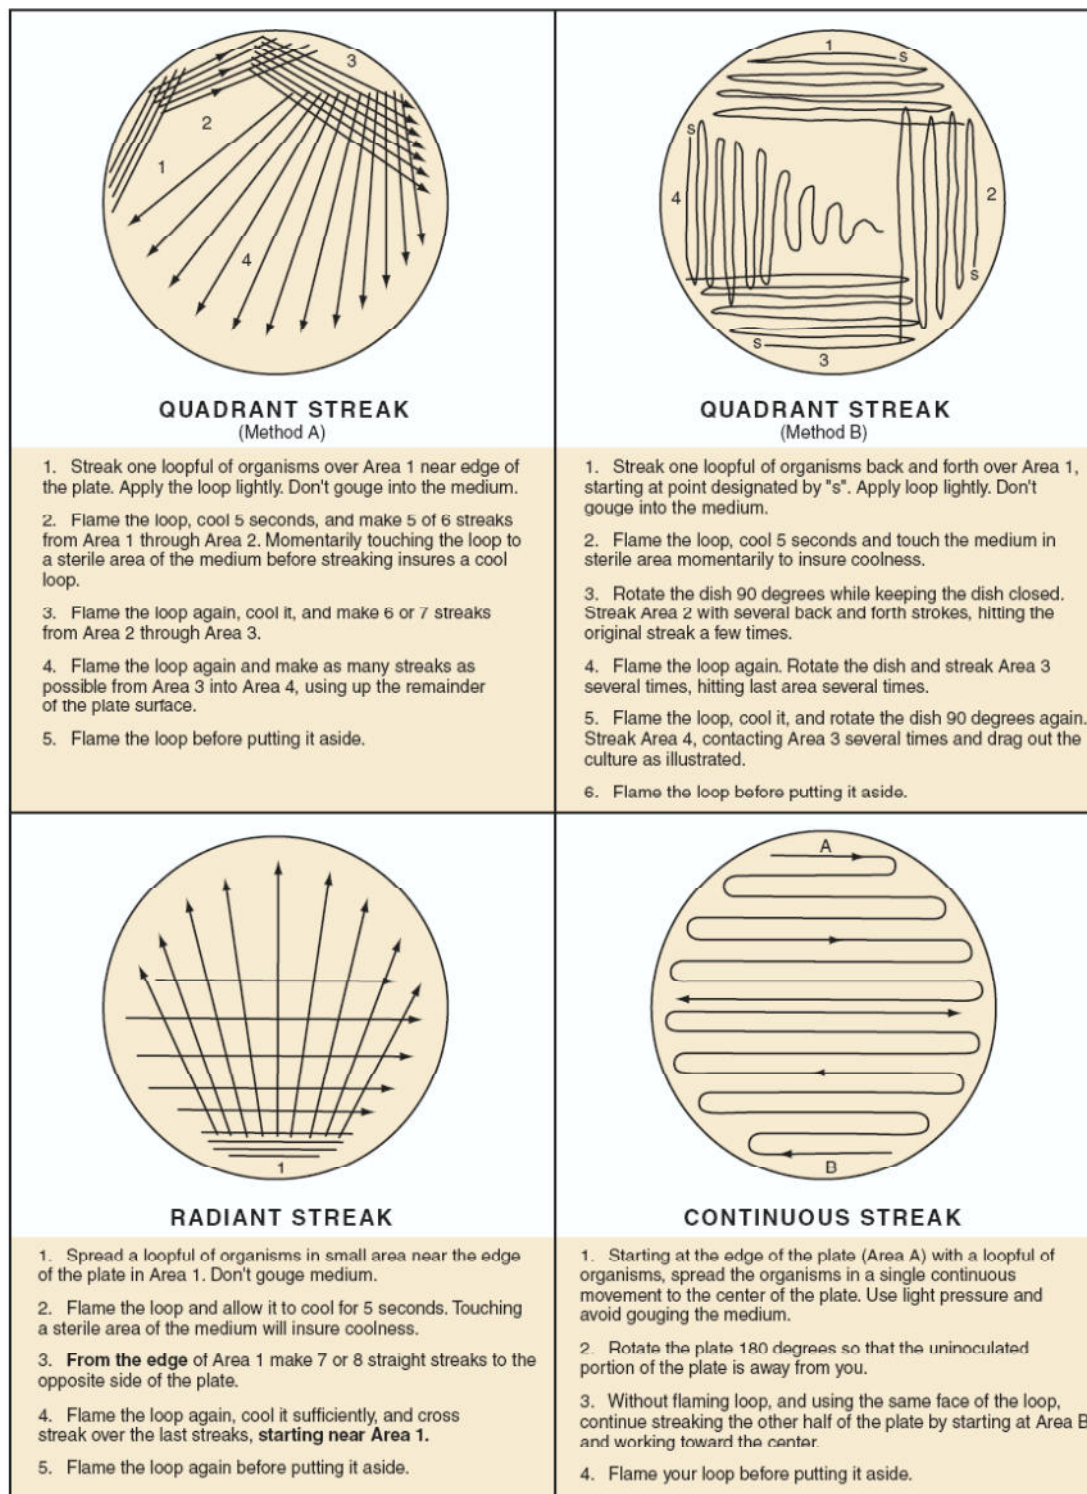 1
2
3
4
QUADRANT STREAK
(Method A)
1. Streak one loopful of organisms over Area 1 near edge of
the plate. Apply the loop lightly. Don't gouge into the medium.
2. Flame the loop, cool 5 seconds, and make 5 of 6 streaks
from Area 1 through Area 2. Momentarily touching the loop to
a sterile area of the medium before streaking insures a cool
loop.
3. Flame the loop again, cool it, and make 6 or 7 streaks
from Area 2 through Area 3.
4. Flame the loop again and make as many streaks as
possible from Area 3 into Area 4, using up the remainder
of the plate surface.
5. Flame the loop before putting it aside.
1
s
s
4
2
s
s
3
QUADRANT STREAK
(Method B)
1. Streak one loopful of organisms back and forth over Area 1,
starting at point designated by "s". Apply loop lightly. Don't
gouge into the medium.
2. Flame the loop, cool 5 seconds and touch the medium in
sterile area momentarily to insure coolness.
3. Rotate the dish 90 degrees while keeping the dish closed.
Streak Area 2 with several back and forth strokes, hitting the
original streak a few times.
4. Flame the loop again. Rotate the dish and streak Area 3
several times, hitting last area several times.
5. Flame the loop, cool it, and rotate the dish 90 degrees again.
Streak Area 4, contacting Area 3 several times and drag out the
culture as illustrated.
6. Flame the loop before putting it aside.
1
RADIANT STREAK
1. Spread a loopful of organisms in small area near the edge
of the plate in Area 1. Don't gouge medium.
2. Flame the loop and allow it to cool for 5 seconds. Touching
a sterile area of the medium will insure coolness.
3. From the edge of Area 1 make 7 or 8 straight streaks to the
opposite side of the plate.
4. Flame the loop again, cool it sufficiently, and cross
streak over the last streaks, starting near Area 1.
5. Flame the loop again before putting it aside.
A
B
CONTINUOUS STREAK
1. Starting at the edge of the plate (Area A) with a loopful of
organisms, spread the organisms in a single continuous
movement to the center of the plate. Use light pressure and
avoid gouging the medium.
2. Rotate the plate 180 degrees so that the uninoculated
portion of the plate is away from you.
3. Without flaming loop, and using the same face of the loop,
continue streaking the other half of the plate by starting at Area B
and working toward the center.
4. Flame your loop before putting it aside.